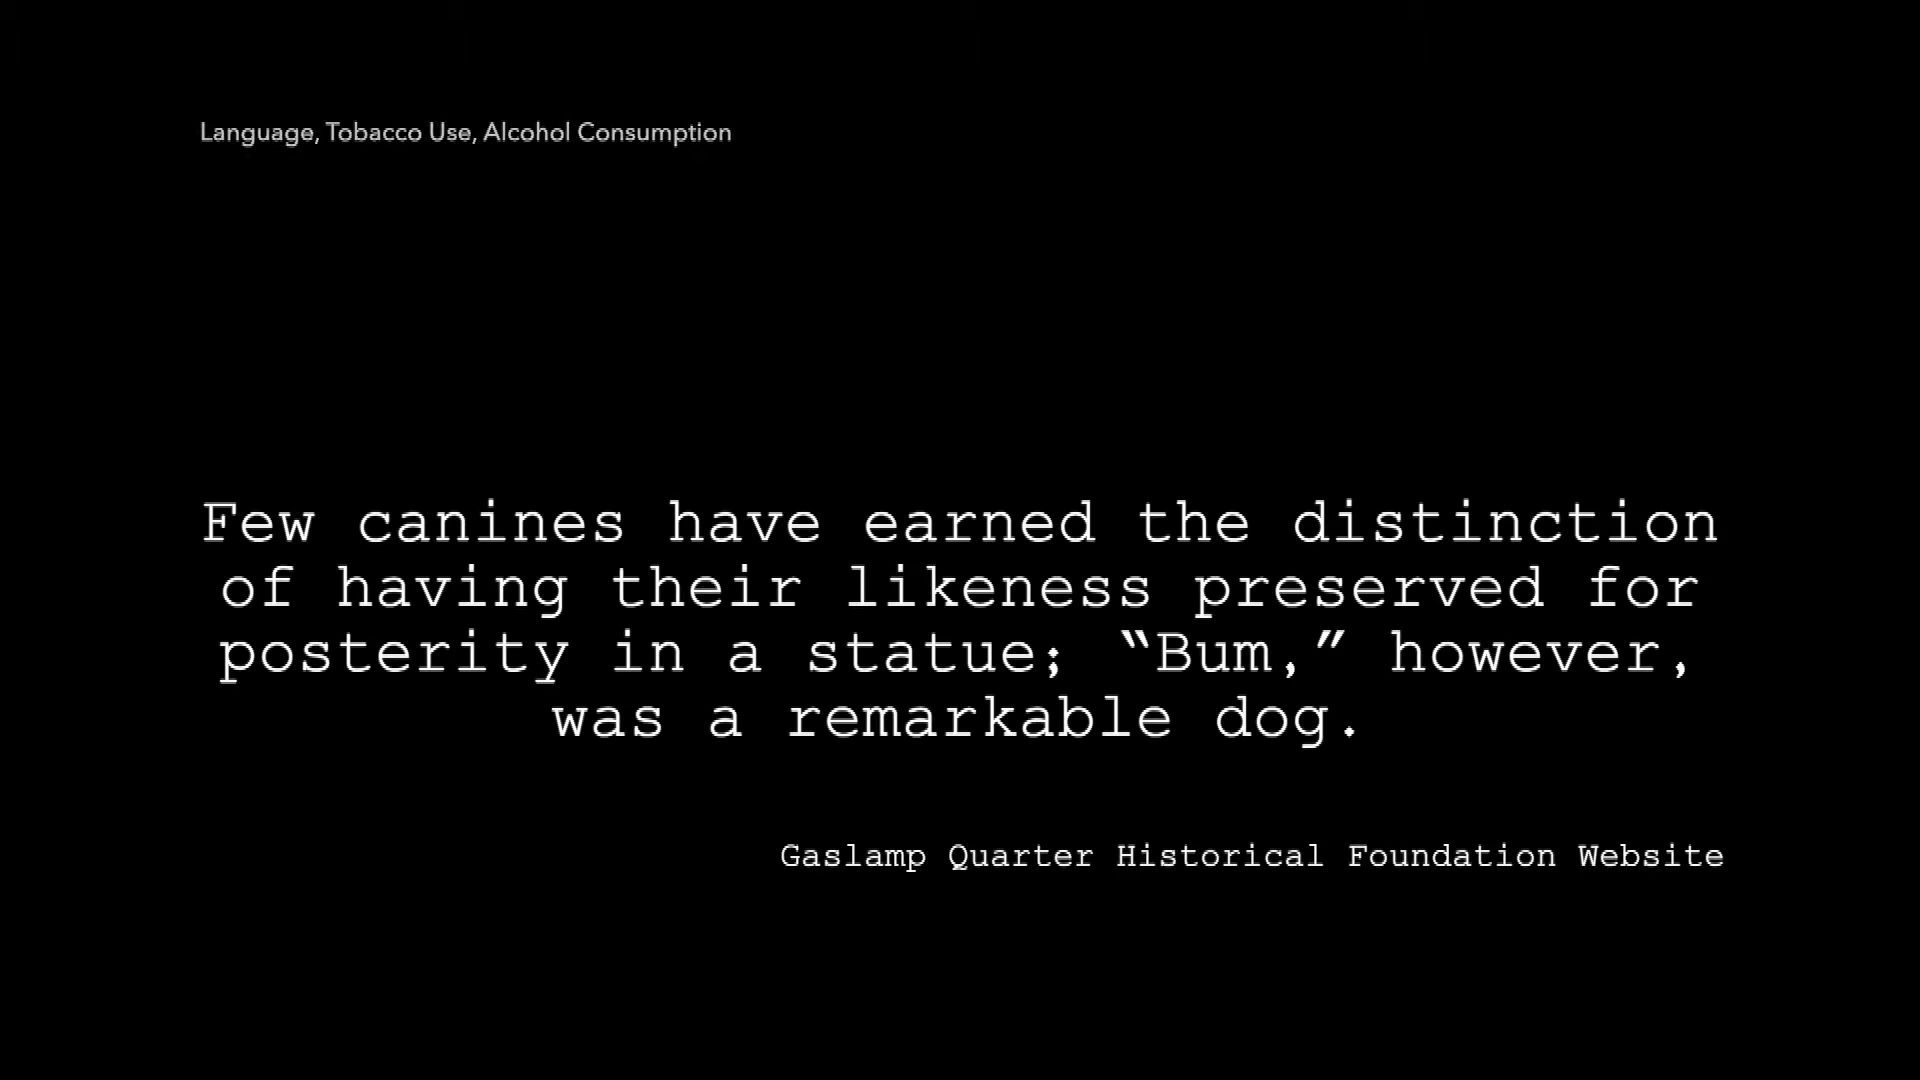 Language, Tobacco Use, Alcohol Consumption
Few canines have earned the distinction
of having their likeness preserved for
posterity in a statue; “Bum,” however,
was a remarkable dog.
Gaslamp Quarter Historical Foundation Website